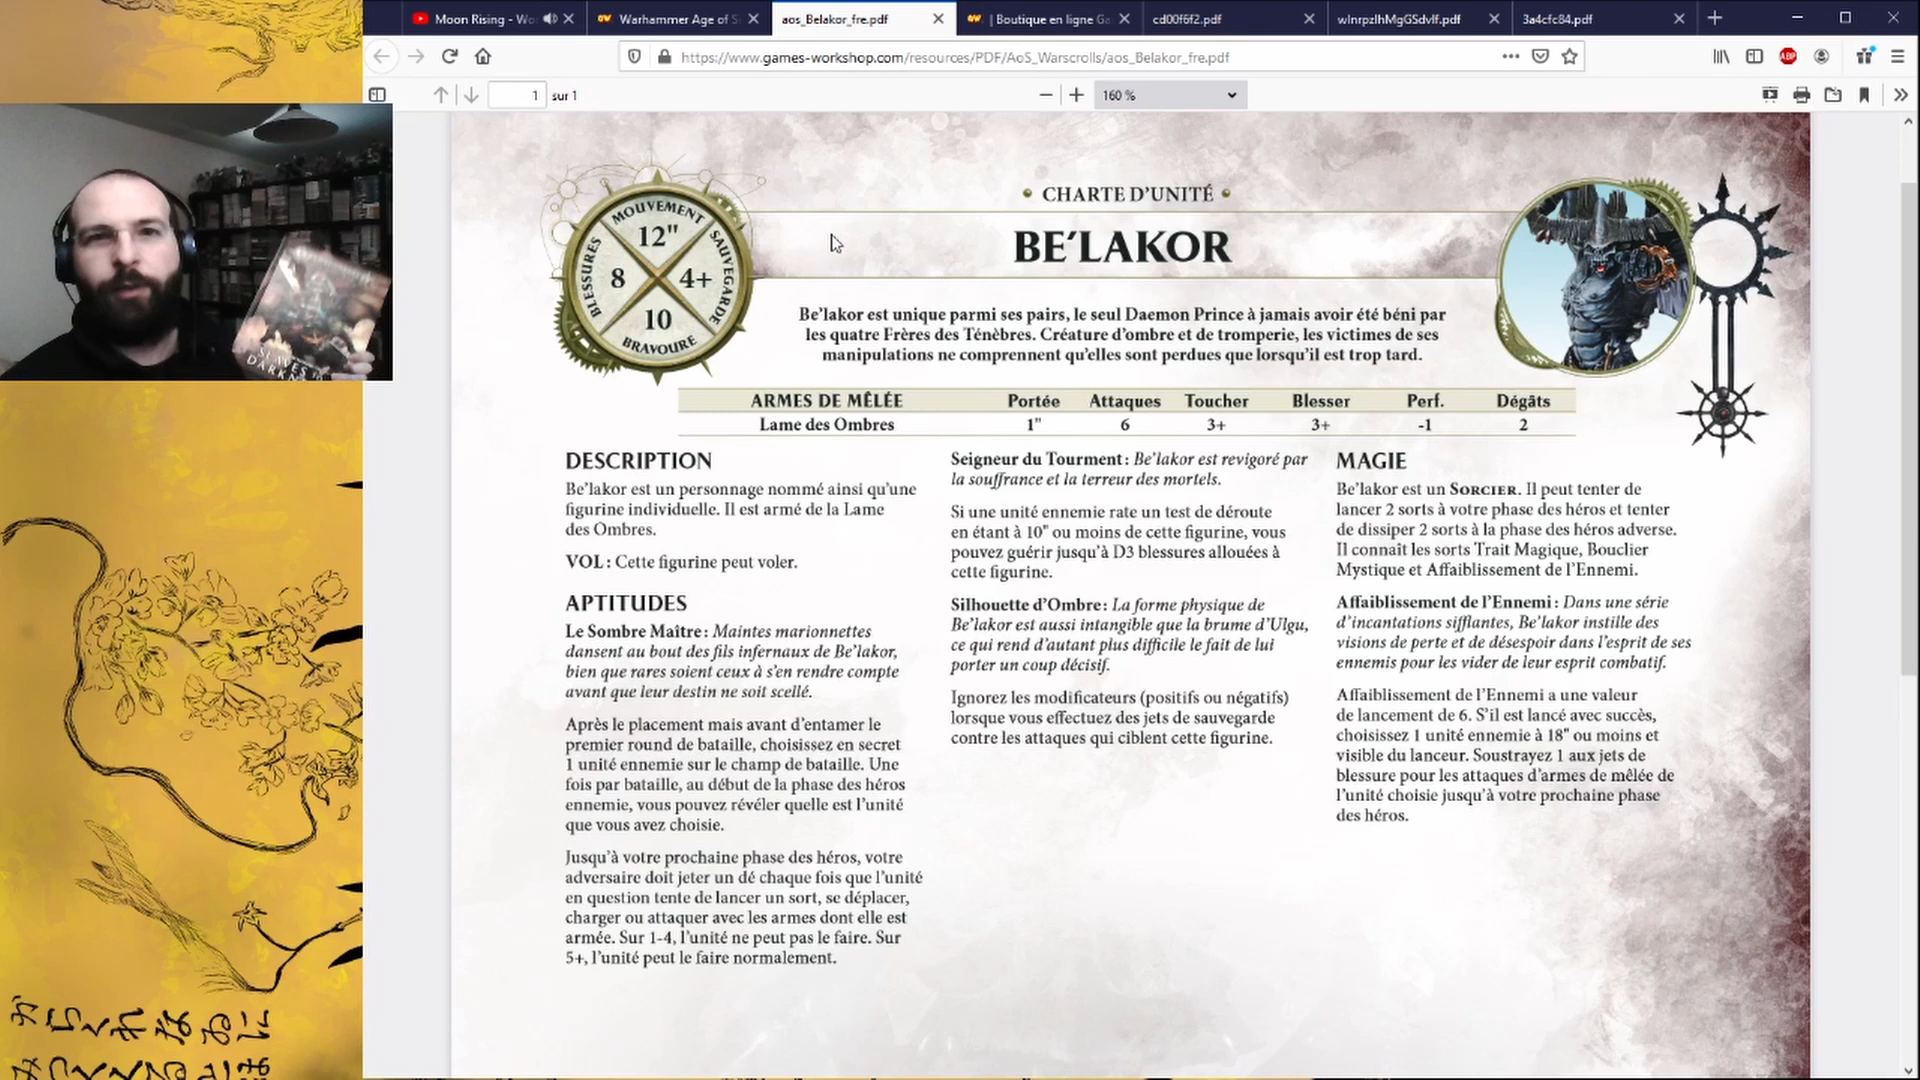 Moon Rising - Wo
Warhammer Age of S
aos_Belakor_fre.pdf
| Boutique en ligne Ga
cd00f6f2.pdf
wInrpzIhMgGSdvIf.pdf
3a4cfc84.pdf
https://www.games-workshop.com/resources/PDF/AoS_Warscrolls/aos_Belakor_fre.pdf
ABP
1 sur 1
160 %
• CHARTE D’UNITÉ •
BE’LAKOR
MOUVEMENT
12"
BLESSURES
8
4+
SAUVEGARDE
10
BRAVOURE
Be’lakor est unique parmi ses pairs, le seul Daemon Prince à jamais avoir été béni par
les quatre Frères des Ténèbres. Créature d’ombre et de tromperie, les victimes de ses
manipulations ne comprennent qu’elles sont perdues que lorsqu’il est trop tard.
ARMES DE MÊLÉE Portée Attaques Toucher Blesser Perf. Dégâts
Lame des Ombres 1" 6 3+ 3+ -1 2
DESCRIPTION
Be’lakor est un personnage nommé ainsi qu’une
figurine individuelle. Il est armé de la Lame
des Ombres.
VOL : Cette figurine peut voler.
APTITUDES
Le Sombre Maître : Maintes marionnettes
dansent au bout des fils infernaux de Be’lakor,
bien que rares soient ceux à s’en rendre compte
avant que leur destin ne soit scellé.
Après le placement mais avant d’entamer le
premier round de bataille, choisissez en secret
1 unité ennemie sur le champ de bataille. Une
fois par bataille, au début de la phase des héros
ennemie, vous pouvez révéler quelle est l’unité
que vous avez choisie.
Jusqu’à votre prochaine phase des héros, votre
adversaire doit jeter un dé chaque fois que l’unité
en question tente de lancer un sort, se déplacer,
charger ou attaquer avec les armes dont elle est
armée. Sur 1-4, l’unité ne peut pas le faire. Sur
5+, l’unité peut le faire normalement.
Seigneur du Tourment : Be’lakor est revigoré par
la souffrance et la terreur des mortels.
Si une unité ennemie rate un test de déroute
en étant à 10" ou moins de cette figurine, vous
pouvez guérir jusqu’à D3 blessures allouées à
cette figurine.
Silhouette d’Ombre : La forme physique de
Be’lakor est aussi intangible que la brume d’Ulgu,
ce qui rend d’autant plus difficile le fait de lui
porter un coup décisif.
Ignorez les modificateurs (positifs ou négatifs)
lorsque vous effectuez des jets de sauvegarde
contre les attaques qui ciblent cette figurine.
MAGIE
Be’lakor est un SORCIER. Il peut tenter de
lancer 2 sorts à votre phase des héros et tenter
de dissiper 2 sorts à la phase des héros adverse.
Il connaît les sorts Trait Magique, Bouclier
Mystique et Affaiblissement de l’Ennemi.
Affaiblissement de l’Ennemi : Dans une série
d’incantations sifflantes, Be’lakor instille des
visions de perte et de désespoir dans l’esprit de ses
ennemis pour les vider de leur esprit combatif.
Affaiblissement de l’Ennemi a une valeur
de lancement de 6. S’il est lancé avec succès,
choisissez 1 unité ennemie à 18" ou moins et
visible du lanceur. Soustrayez 1 aux jets de
blessure pour les attaques d’armes de mêlée de
l’unité choisie jusqu’à votre prochaine phase
des héros.